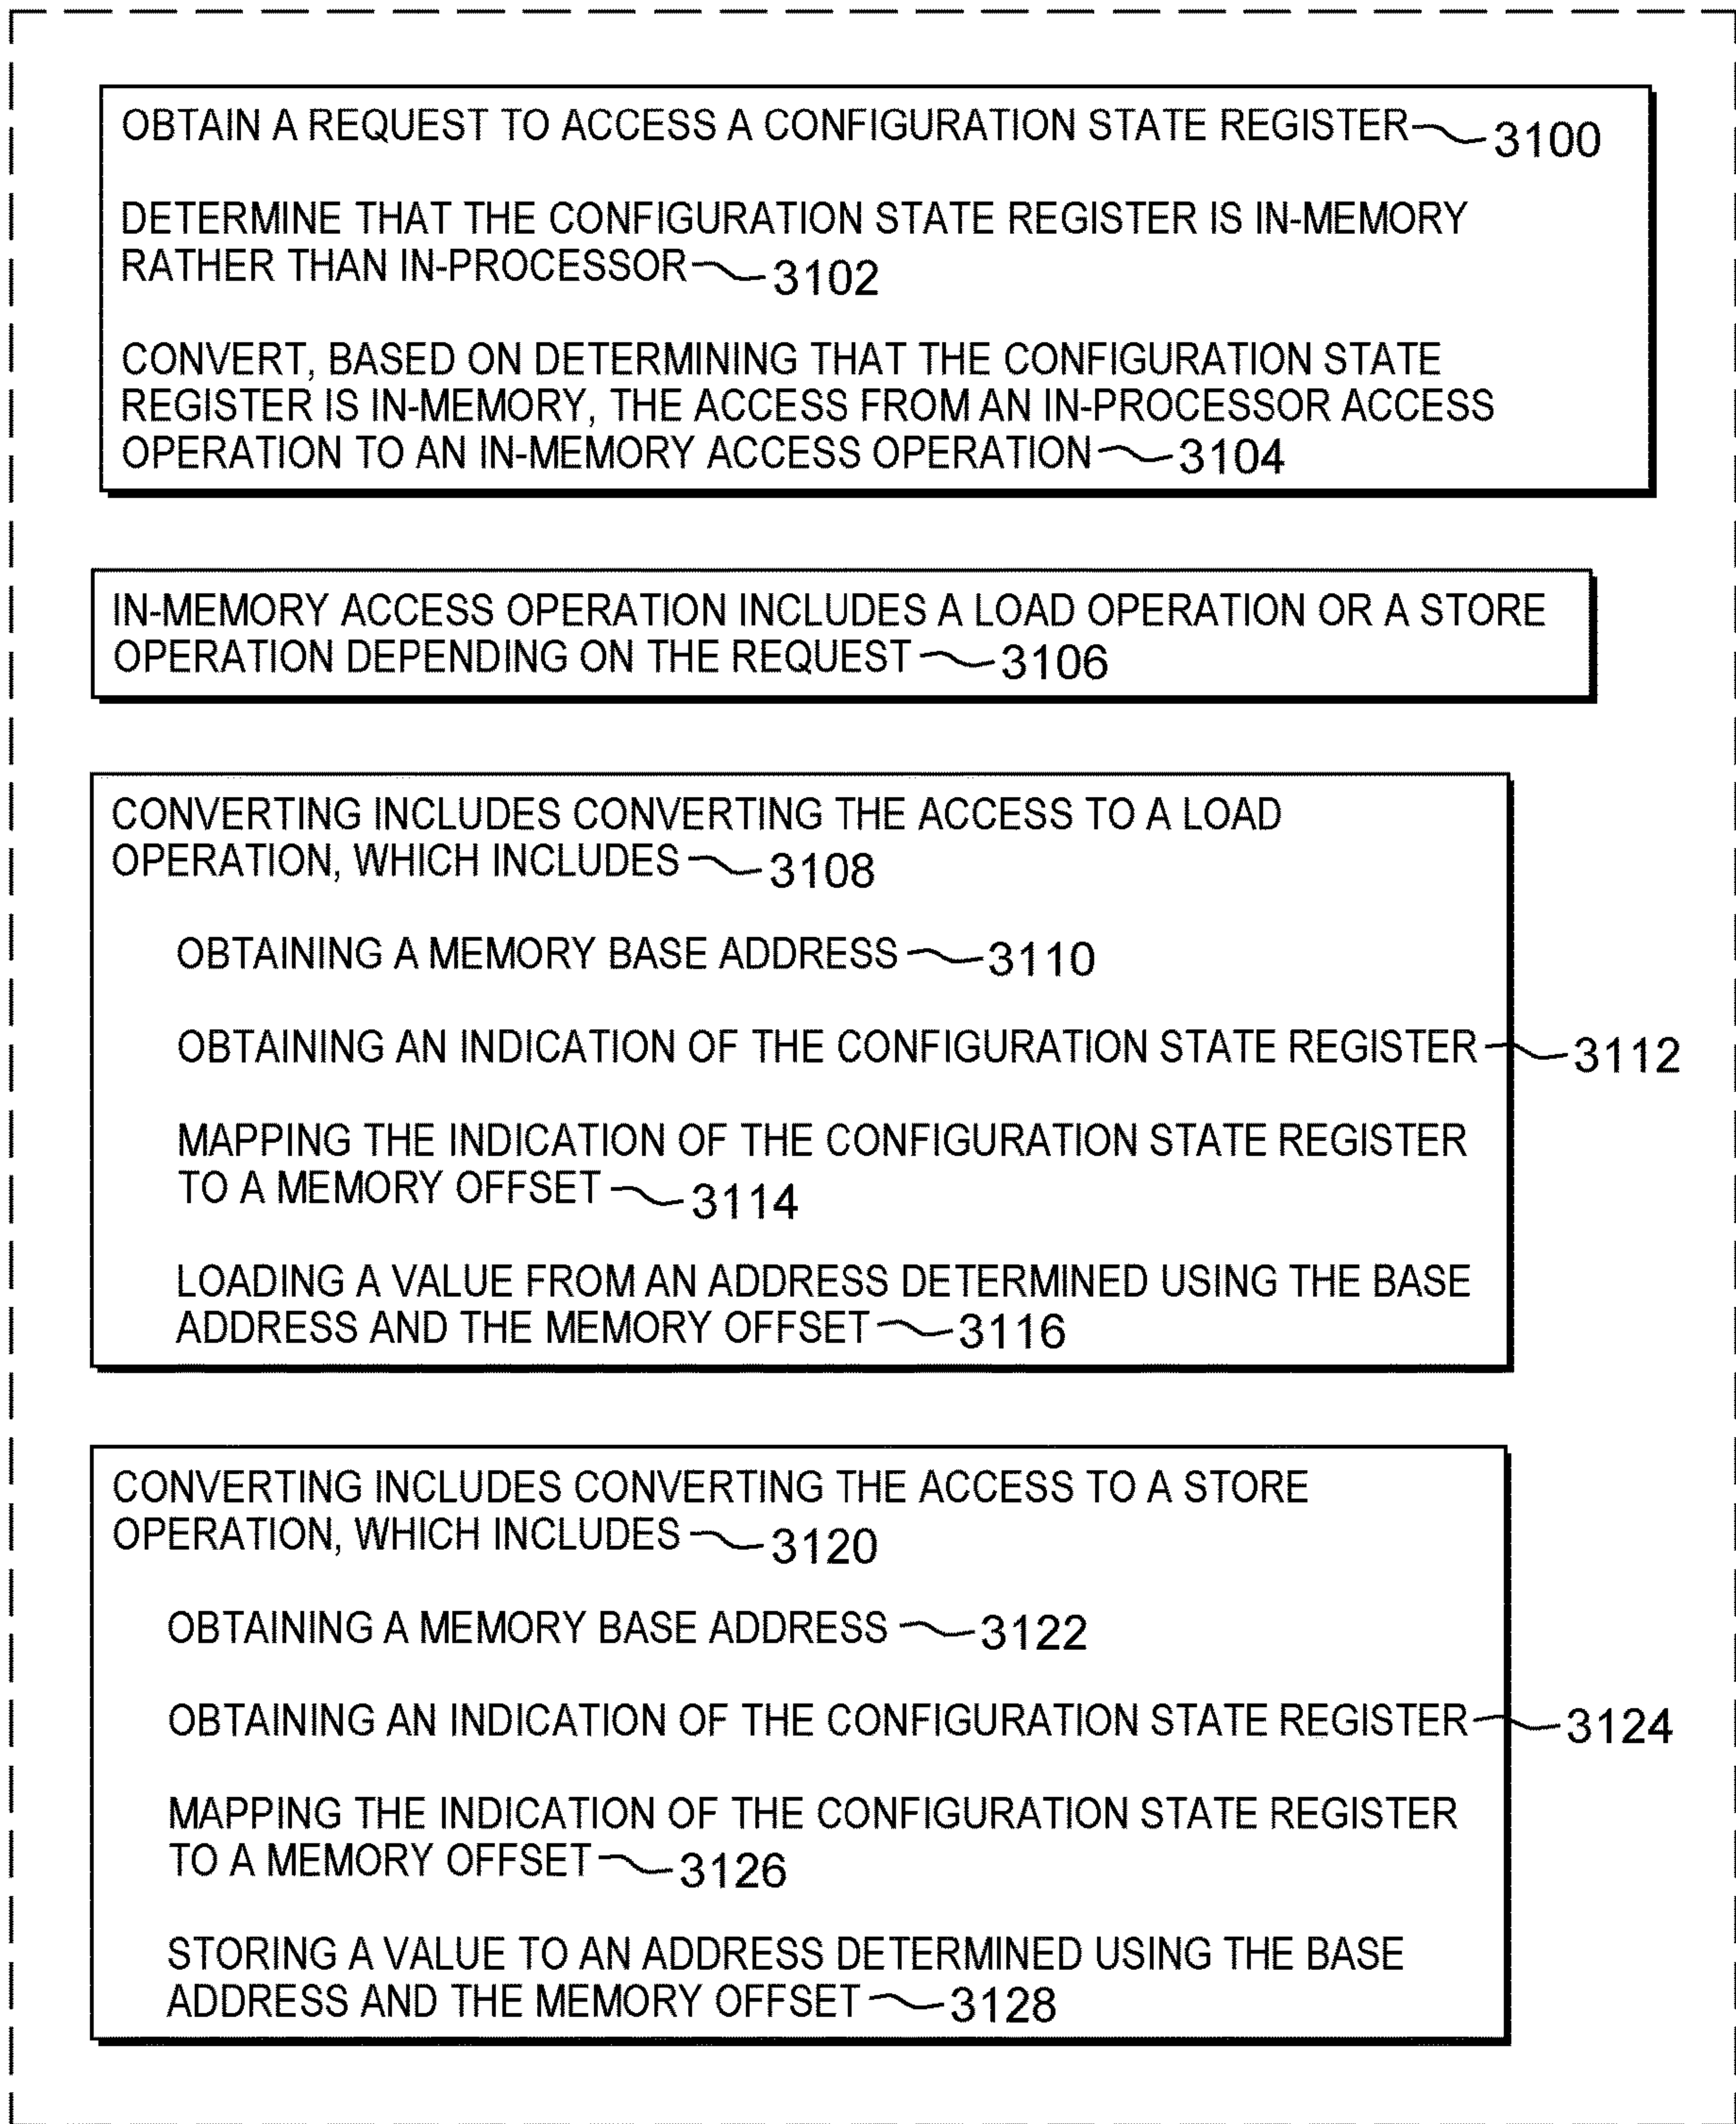 OBTAIN A REQUEST TO ACCESS A CONFIGURATION STATE REGISTER 3100
DETERMINE THAT THE CONFIGURATION STATE REGISTER IS IN-MEMORY
RATHER THAN IN-PROCESSOR 3102
CONVERT, BASED ON DETERMINING THAT THE CONFIGURATION STATE
REGISTER IS IN-MEMORY, THE ACCESS FROM AN IN-PROCESSOR ACCESS
OPERATION TO AN IN-MEMORY ACCESS OPERATION 3104
IN-MEMORY ACCESS OPERATION INCLUDES A LOAD OPERATION OR A STORE
OPERATION DEPENDING ON THE REQUEST 3106
CONVERTING INCLUDES CONVERTING THE ACCESS TO A LOAD
OPERATION, WHICH INCLUDES 3108
OBTAINING A MEMORY BASE ADDRESS 3110
OBTAINING AN INDICATION OF THE CONFIGURATION STATE REGISTER 3112
MAPPING THE INDICATION OF THE CONFIGURATION STATE REGISTER
TO A MEMORY OFFSET 3114
LOADING A VALUE FROM AN ADDRESS DETERMINED USING THE BASE
ADDRESS AND THE MEMORY OFFSET 3116
CONVERTING INCLUDES CONVERTING THE ACCESS TO A STORE
OPERATION, WHICH INCLUDES 3120
OBTAINING A MEMORY BASE ADDRESS 3122
OBTAINING AN INDICATION OF THE CONFIGURATION STATE REGISTER 3124
MAPPING THE INDICATION OF THE CONFIGURATION STATE REGISTER
TO A MEMORY OFFSET 3126
STORING A VALUE TO AN ADDRESS DETERMINED USING THE BASE
ADDRESS AND THE MEMORY OFFSET 3128